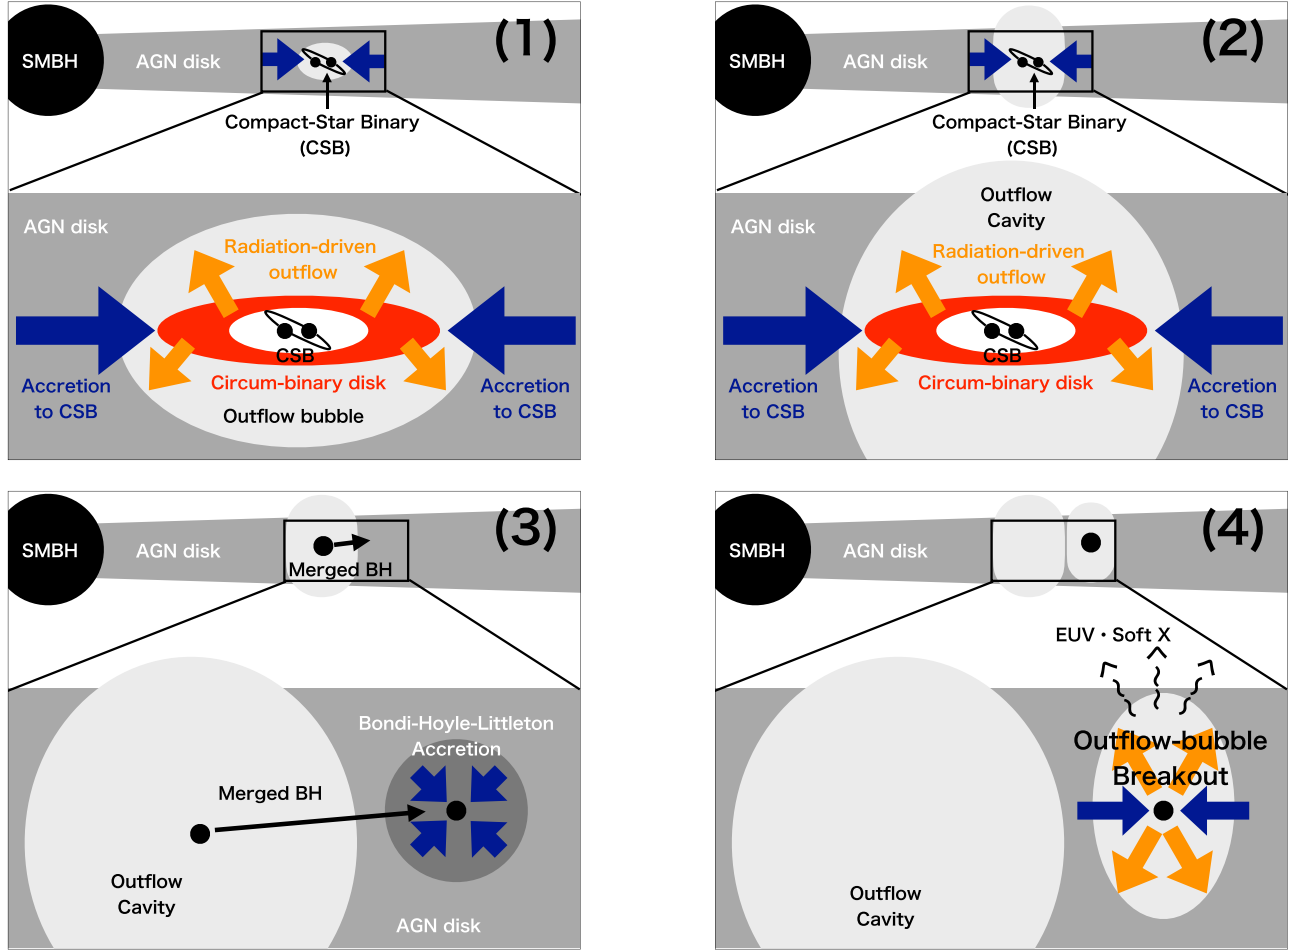 (1)
SMBH
AGN disk
Compact-Star Binary
(CSB)
AGN disk
Radiation-driven
outflow
CSB
Accretion
to CSB
Circum-binary disk
Accretion
to CSB
Outflow bubble
(2)
SMBH
AGN disk
Compact-Star Binary
(CSB)
Outflow
Cavity
AGN disk
Radiation-driven
outflow
CSB
Accretion
to CSB
Circum-binary disk
Accretion
to CSB
(3)
SMBH
AGN disk
Merged BH
Bondi-Hoyle-Littleton
Accretion
Merged BH
Outflow
Cavity
AGN disk
(4)
SMBH
AGN disk
EUV・Soft X
Outflow-bubble
Breakout
Outflow
Cavity